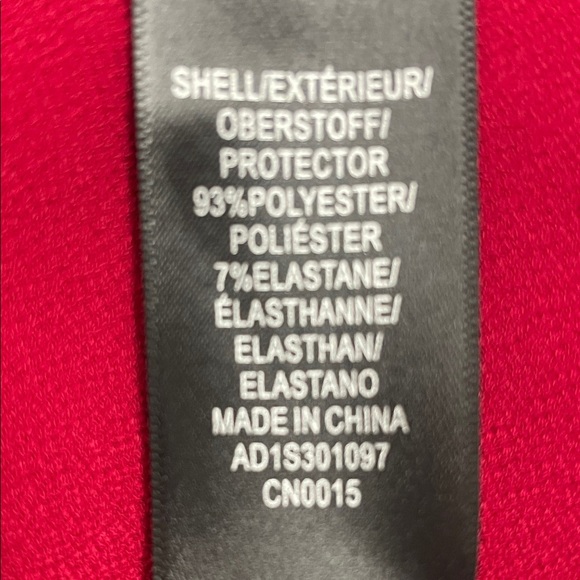 SHELL/EXTÉRIEUR/
OBERSTOFF/
PROTECTOR
93%POLYESTER/
POLIÉSTER
7%ELASTANE/
ÉLASTHANNE/
ELASTHAN/
ELASTANO
MADE IN CHINA
AD1S301097
CN0015